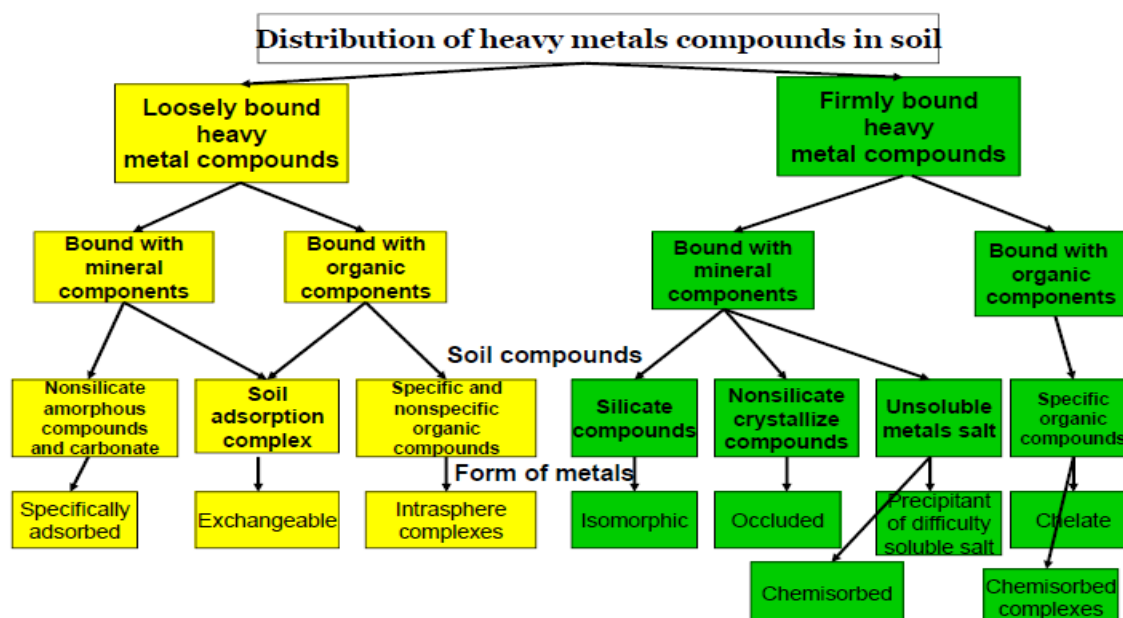 Distribution of heavy metals compounds in soil
Loosely bound
heavy
metal compounds
Firmly bound
heavy
metal compounds
Bound with
mineral
components
Bound with
organic
components
Bound with
mineral
components
Bound with
organic
components
Soil compounds
Nonsilicate
amorphous
compounds
and carbonate
Soil
adsorption
complex
Specific and
nonspecific
organic
compounds
Silicate
compounds
Nonsilicate
crystallize
compounds
Unsoluble
metals salt
Specific
organic
compounds
Form of metals
Specifically
adsorbed
Exchangeable
Intrasphere
complexes
Isomorphic
Occluded
Precipitant
of difficulty
soluble salt
Chelate
Chemisorbed
Chemisorbed
complexes